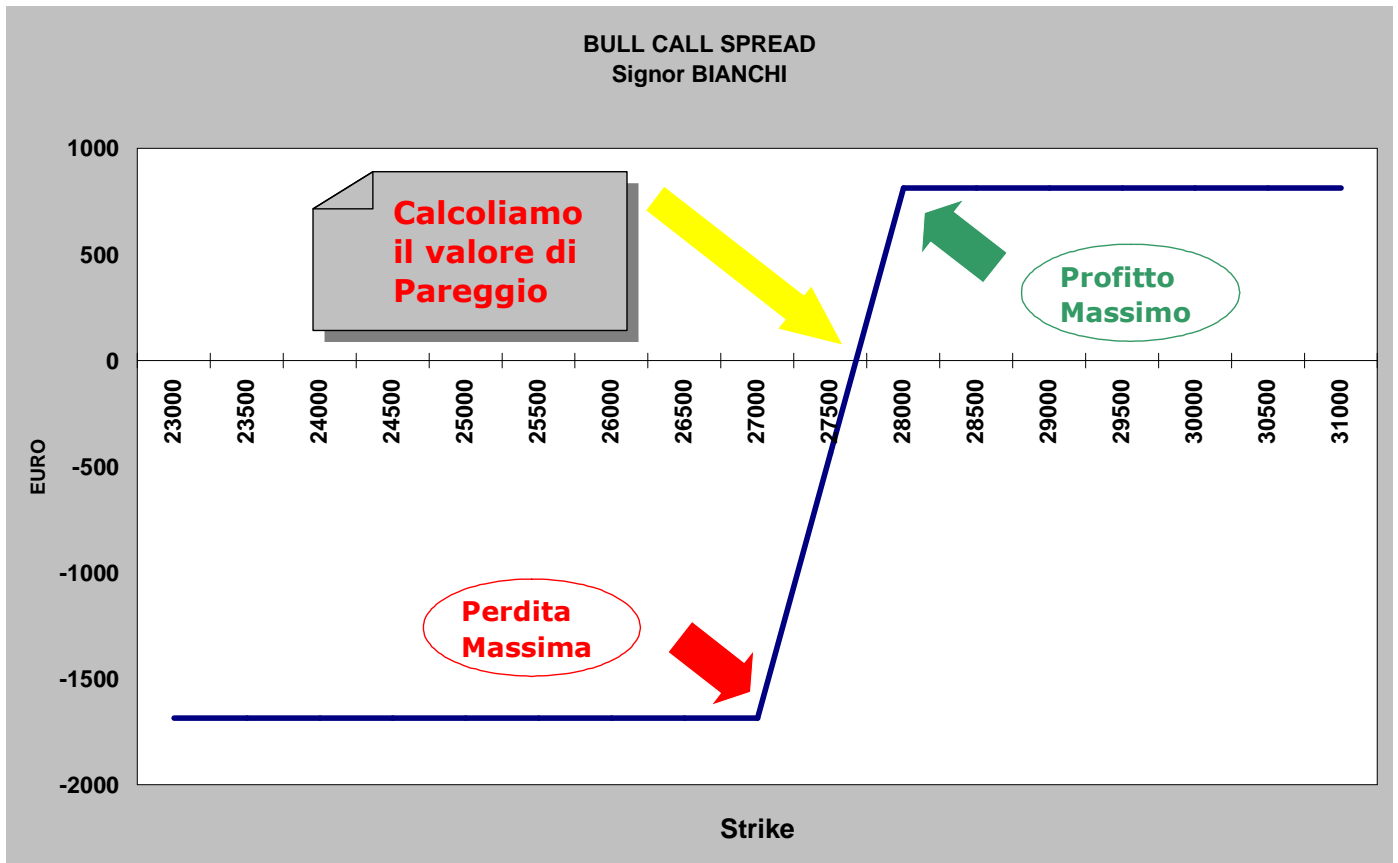 BULL CALL SPREAD
Signor BIANCHI
1000
500
0
-500
-1000
-1500
-2000
EURO
Calcoliamo
il valore di
Pareggio
Profitto
Massimo
Perdita
Massima
23000
23500
24000
24500
25000
25500
26000
26500
27000
27500
28000
28500
29000
29500
30000
30500
31000
Strike